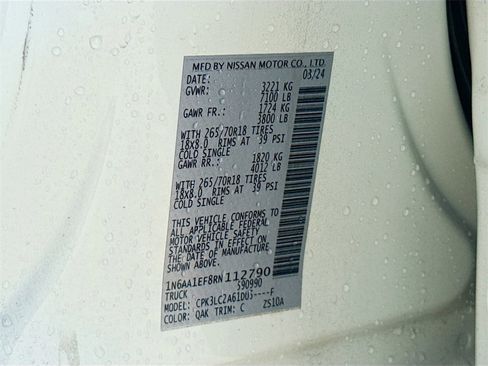 MFD BY NISSAN MOTOR CO., LTD.
DATE: 03/24
GVWR: 3221 KG
7100 LB
GAWR FR.: 1724 KG
3800 LB
WITH 265/70R18 TIRES
18x8.0 RIMS AT 39 PSI
COLD SINGLE
GAWR RR.: 1820 KG
4012 LB
WITH 265/70R18 TIRES
18x8.0 RIMS AT 39 PSI
COLD SINGLE
THIS VEHICLE CONFORMS TO
ALL APPLICABLE FEDERAL
MOTOR VEHICLE SAFETY
STANDARDS IN EFFECT ON
THE DATE OF MANUFACTURE
SHOWN ABOVE.
1N6AA1EF8RN112790
TRUCK 590990
MODEL: CPK3LC2A61DU3----F
COLOR: QAK TRIM: C ZS10A